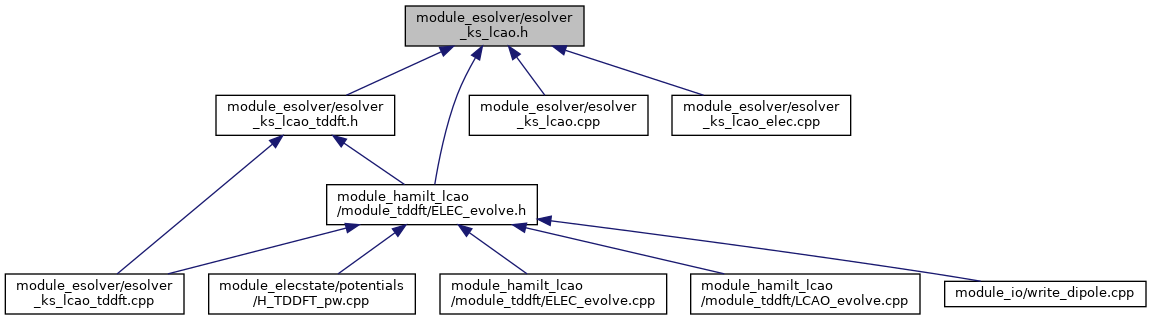 module_esolver/esolver
_ks_lcao.h
module_esolver/esolver
_ks_lcao_tddft.h
module_esolver/esolver
_ks_lcao.cpp
module_esolver/esolver
_ks_lcao_elec.cpp
module_hamilt_lcao
/module_tddft/ELEC_evolve.h
module_esolver/esolver
_ks_lcao_tddft.cpp
module_elecstate/potentials
/H_TDDFT_pw.cpp
module_hamilt_lcao
/module_tddft/ELEC_evolve.cpp
module_hamilt_lcao
/module_tddft/LCAO_evolve.cpp
module_io/write_dipole.cpp